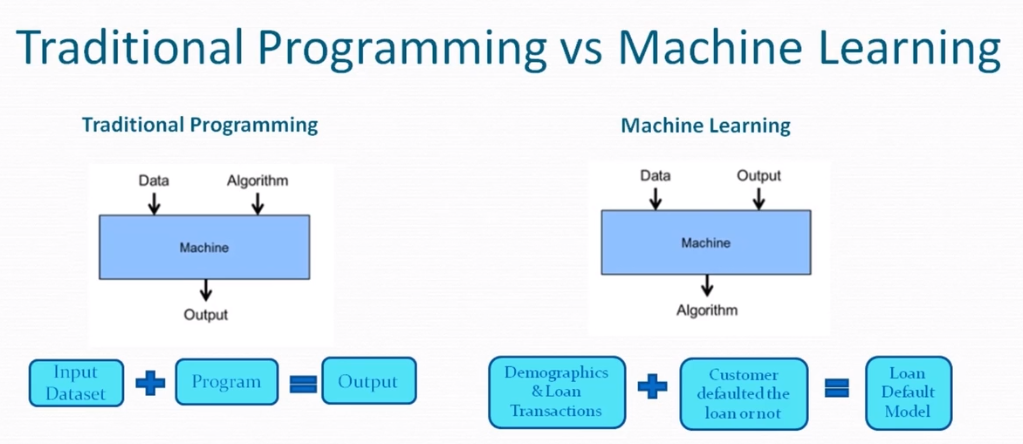 Traditional Programming vs Machine Learning
Traditional Programming
Data Algorithm
Machine
Output
Input
Dataset
Program
Output
Machine Learning
Data Output
Machine
Algorithm
Demographics
& Loan
Transactions
Customer
defaulted the
loan or not
Loan
Default
Model